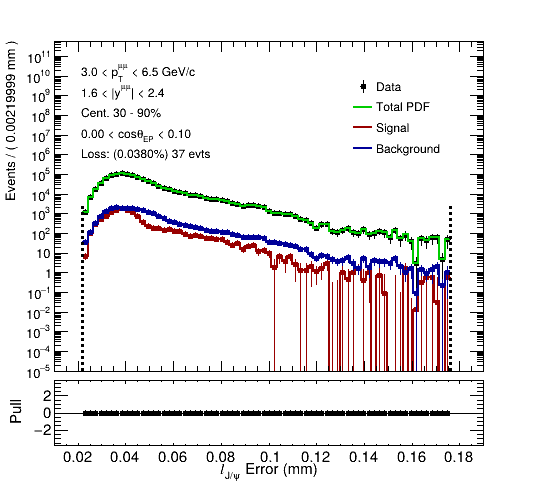 Events / ( 0.00219999 mm )
10^11
10^10
10^9
10^8
10^7
10^6
10^5
10^4
10^3
10^2
10
1
10^−1
10^−2
10^−3
10^−4
10^−5
3.0 < p_T^μμ < 6.5 GeV/c
1.6 < |y^μμ| < 2.4
Cent. 30 - 90%
0.00 < cosθ_EP < 0.10
Loss: (0.0380%) 37 evts
Data
Total PDF
Signal
Background
Pull
2
0
−2
0.02 0.04 0.06 0.08 0.1 0.12 0.14 0.16 0.18
l_J/ψ Error (mm)